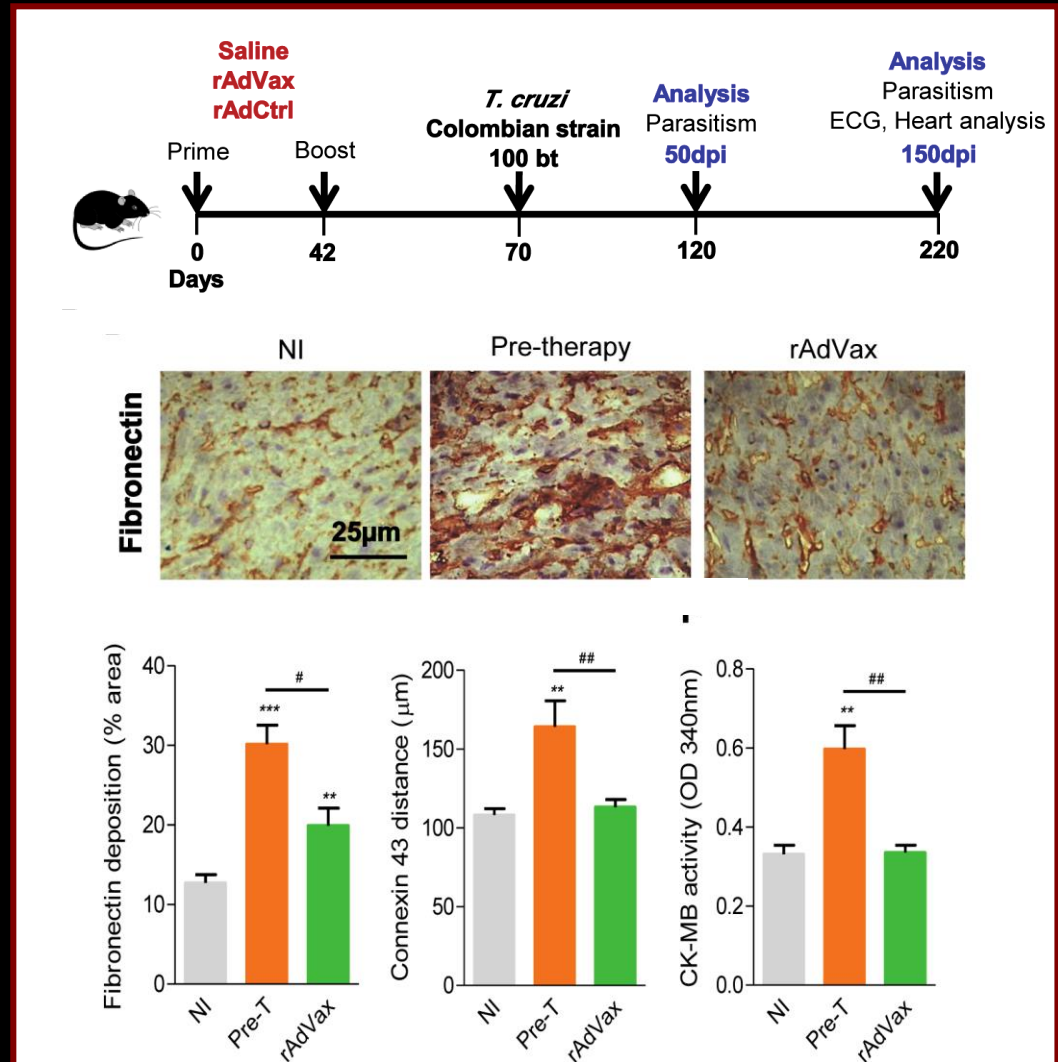 Saline
rAdVax
rAdCtrl
Prime
Boost
T. cruzi
Colombian strain
100 bt
Analysis
Parasitism
50dpi
Analysis
Parasitism
ECG, Heart analysis
150dpi
0
42
70
120
220
Days
NI
Pre-therapy
rAdVax
Fibronectin
25µm
Fibronectin deposition (% area)
40
30
20
10
0
#
***
**
NI
Pre-T
rAdVax
Connexin 43 distance (µm)
200
150
100
50
0
##
**
NI
Pre-T
rAdVax
CK-MB activity (OD 340nm)
0.8
0.6
0.4
0.2
0.0
##
**
NI
Pre-T
rAdVax